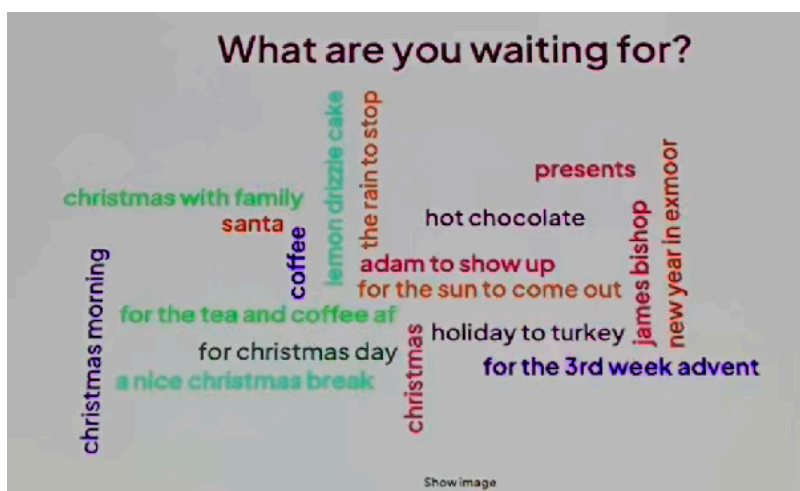 What are you waiting for?
lemon drizzle cake
the rain to stop
presents
new year in exmoor
christmas with family
santa
coffee
hot chocolate
james bishop
christmas morning
adam to show up
for the sun to come out
for the tea and coffee af
christmas
holiday to turkey
for christmas day
for the 3rd week advent
a nice christmas break
Show image